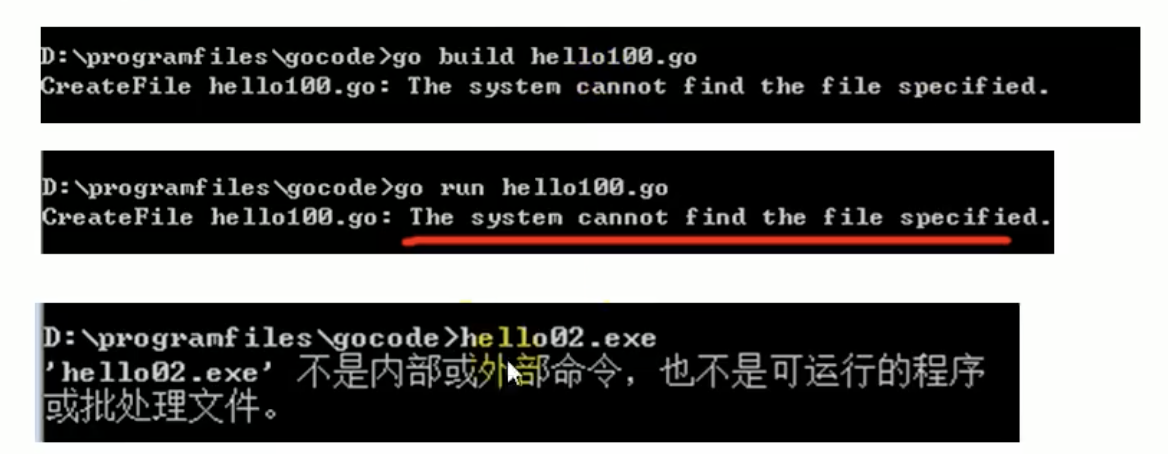 D:\programfiles\gocode>go build hello100.go
CreateFile hello100.go: The system cannot find the file specified.
D:\programfiles\gocode>go run hello100.go
CreateFile hello100.go: The system cannot find the file specified.
D:\programfiles\gocode>hello02.exe
'hello02.exe' 不是内部或外部命令，也不是可运行的程序
或批处理文件。